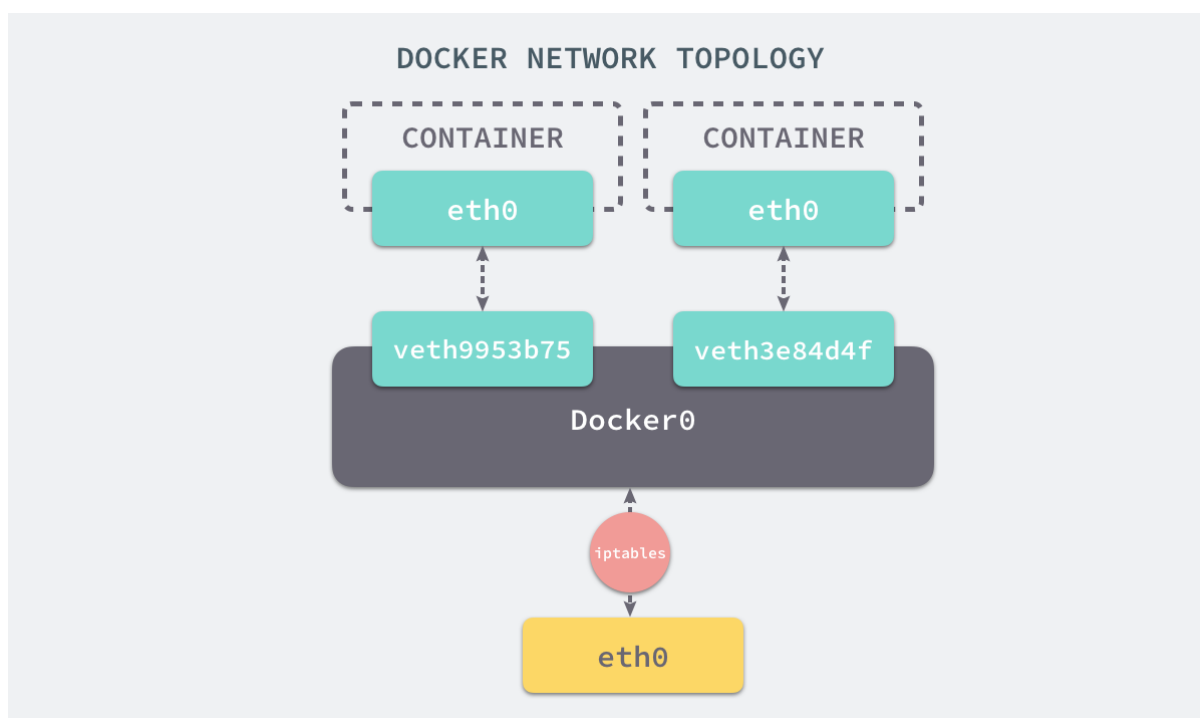 DOCKER NETWORK TOPOLOGY
CONTAINER
CONTAINER
eth0
eth0
veth9953b75
veth3e84d4f
Docker0
iptables
eth0